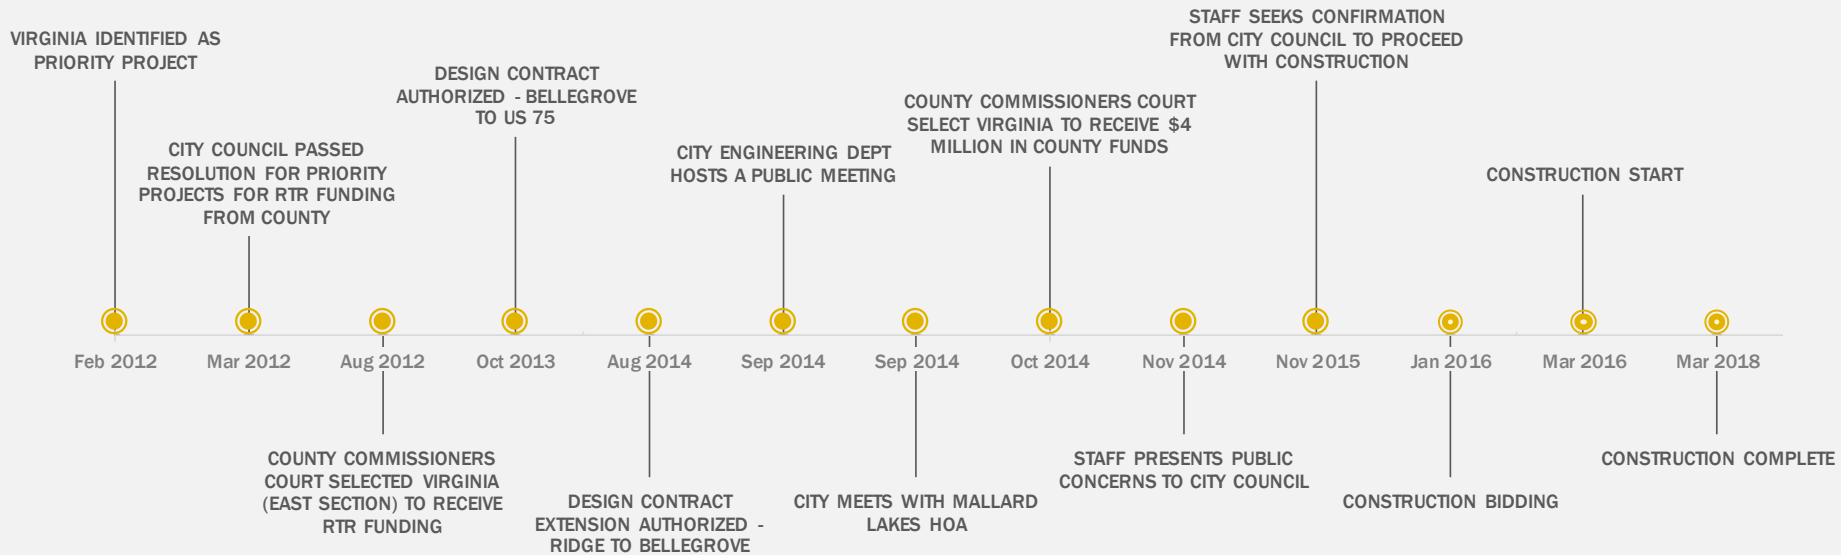 VIRGINIA IDENTIFIED AS
PRIORITY PROJECT
CITY COUNCIL PASSED
RESOLUTION FOR PRIORITY
PROJECTS FOR RTR FUNDING
FROM COUNTY
DESIGN CONTRACT
AUTHORIZED - BELLEGROVE
TO US 75
CITY ENGINEERING DEPT
HOSTS A PUBLIC MEETING
COUNTY COMMISSIONERS COURT
SELECT VIRGINIA TO RECEIVE $4
MILLION IN COUNTY FUNDS
STAFF SEEKS CONFIRMATION
FROM CITY COUNCIL TO PROCEED
WITH CONSTRUCTION
CONSTRUCTION START
Feb 2012
Mar 2012
Aug 2012
Oct 2013
Aug 2014
Sep 2014
Sep 2014
Oct 2014
Nov 2014
Nov 2015
Jan 2016
Mar 2016
Mar 2018
COUNTY COMMISSIONERS
COURT SELECTED VIRGINIA
(EAST SECTION) TO RECEIVE
RTR FUNDING
DESIGN CONTRACT
EXTENSION AUTHORIZED -
RIDGE TO BELLEGROVE
CITY MEETS WITH MALLARD
LAKES HOA
STAFF PRESENTS PUBLIC
CONCERNS TO CITY COUNCIL
CONSTRUCTION BIDDING
CONSTRUCTION COMPLETE